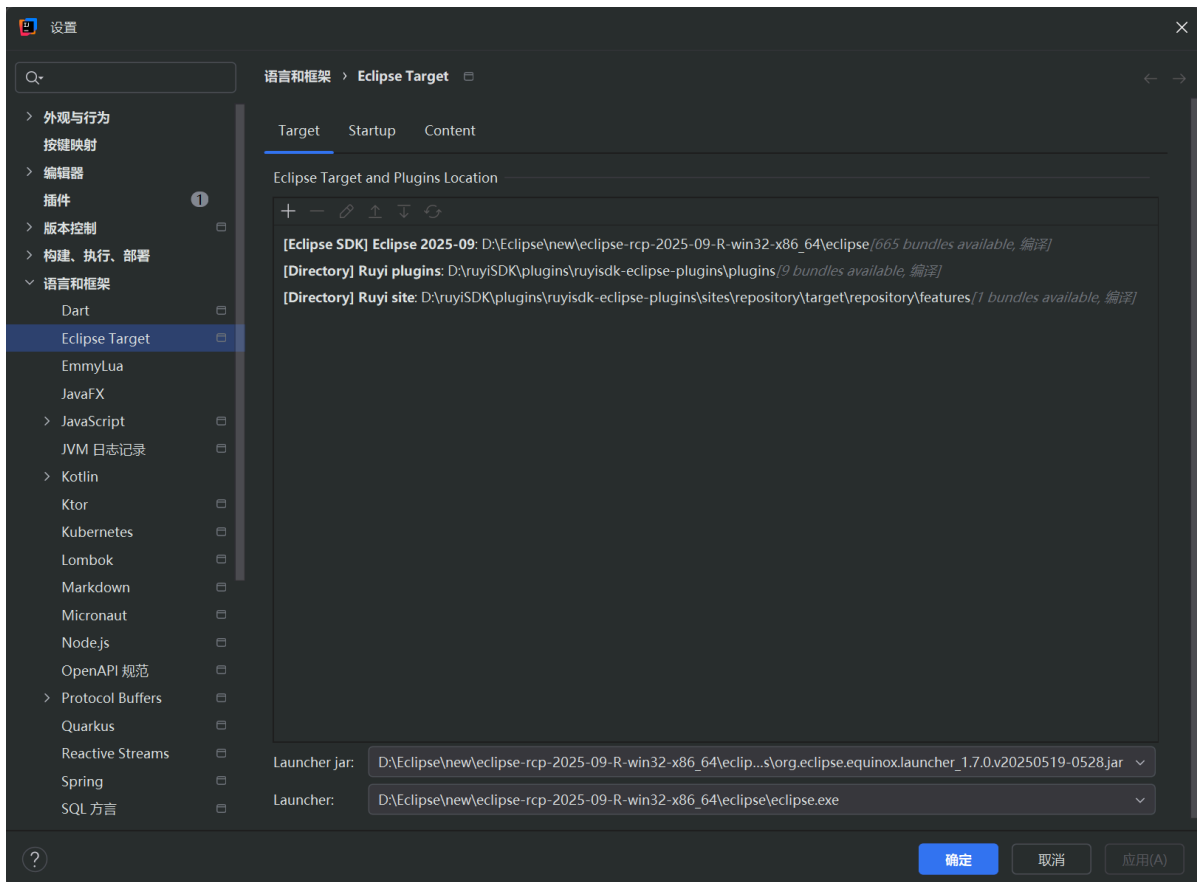 设置
语言和框架 › Eclipse Target
外观与行为
按键映射
编辑器
插件 1
版本控制
构建、执行、部署
语言和框架
Dart
Eclipse Target
EmmyLua
JavaFX
JavaScript
JVM 日志记录
Kotlin
Ktor
Kubernetes
Lombok
Markdown
Micronaut
Node.js
OpenAPI 规范
Protocol Buffers
Quarkus
Reactive Streams
Spring
SQL 方言
Target Startup Content
Eclipse Target and Plugins Location
[Eclipse SDK] Eclipse 2025-09: D:\Eclipse\new\eclipse-rcp-2025-09-R-win32-x86_64\eclipse[665 bundles available, 编译]
[Directory] Ruyi plugins: D:\ruyiSDK\plugins\ruyisdk-eclipse-plugins\plugins[9 bundles available, 编译]
[Directory] Ruyi site: D:\ruyiSDK\plugins\ruyisdk-eclipse-plugins\sites\repository\target\repository\features[1 bundles available, 编译]
Launcher jar: D:\Eclipse\new\eclipse-rcp-2025-09-R-win32-x86_64\eclip...s\org.eclipse.equinox.launcher_1.7.0.v20250519-0528.jar
Launcher: D:\Eclipse\new\eclipse-rcp-2025-09-R-win32-x86_64\eclipse\eclipse.exe
? 确定 取消 应用(A)